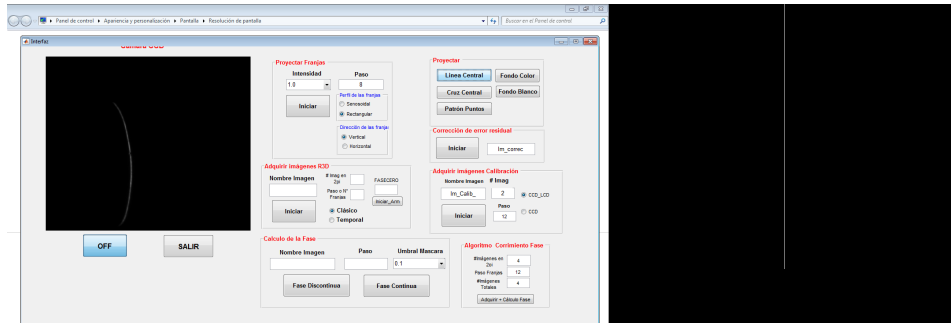 Panel de control ▸ Apariencia y personalización ▸ Pantalla ▸ Resolución de pantalla
Buscar en el Panel de control
Interfas
Cámara CCD
OFF
SALIR
Proyectar Franjas
Intensidad
Paso
1.0
8
Iniciar
Perfil de las franjas
Senosoidal
Rectangular
Dirección de las franjas
Vertical
Horizontal
Proyectar
Linea Central
Fondo Color
Cruz Central
Fondo Blanco
Patrón Puntos
Corrección de error residual
Iniciar
Im_correc
Adquirir imágenes R3D
Nombre Imagen
# Imag en
2pi
FASECERO
Paso o N°
Franjas
Iniciar_Arm
Iniciar
Clásico
Temporal
Adquirir imágenes Calibración
Nombre Imagen
# Imag
Im_Calib_
2
CCD_LCD
Paso
Iniciar
12
CCD
Calculo de la Fase
Nombre Imagen
Paso
Umbral Mascara
0.1
Fase Discontinua
Fase Continua
Algoritmo Corrimiento Fase
#Imágenes en
2pi
4
Paso Franjas
12
#Imágenes
Totales
4
Adquirir + Cálculo Fase